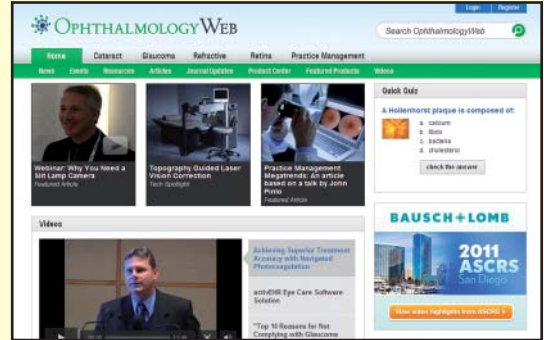 Login Register
OphthalmologyWeb
Search OphthalmologyWeb
Home Cataract Glaucoma Refractive Retina Practice Management
News Events Resources Articles Journal Updates Product Center Featured Products Videos
Webinar: Why You Need a
Slit Lamp Camera
Featured Article
Topography Guided Laser
Vision Correction
Tech Spotlight
Practice Management
Megatrends: An article
based on a talk by John
Pinto
Featured Article
Quick Quiz
A Hollenhorst plaque is composed of:
a. calcium
b. fibrin
c. bacteria
d. cholesterol
check the answer
Videos
Achieving Superior Treatment
Accuracy with Navigated
Photocoagulation
activEHR Eye Care Software
Solution
"Top 10 Reasons for Not
Complying with Glaucoma
BAUSCH+LOMB
2011
ASCRS
San Diego
View video highlights from ASCRS